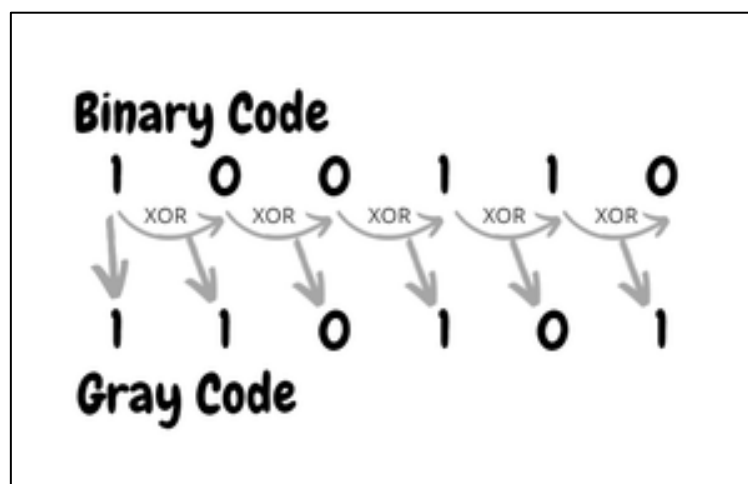 Binary Code
1 0 0 1 1 0
XOR XOR XOR XOR XOR
1 1 0 1 0 1
Gray Code